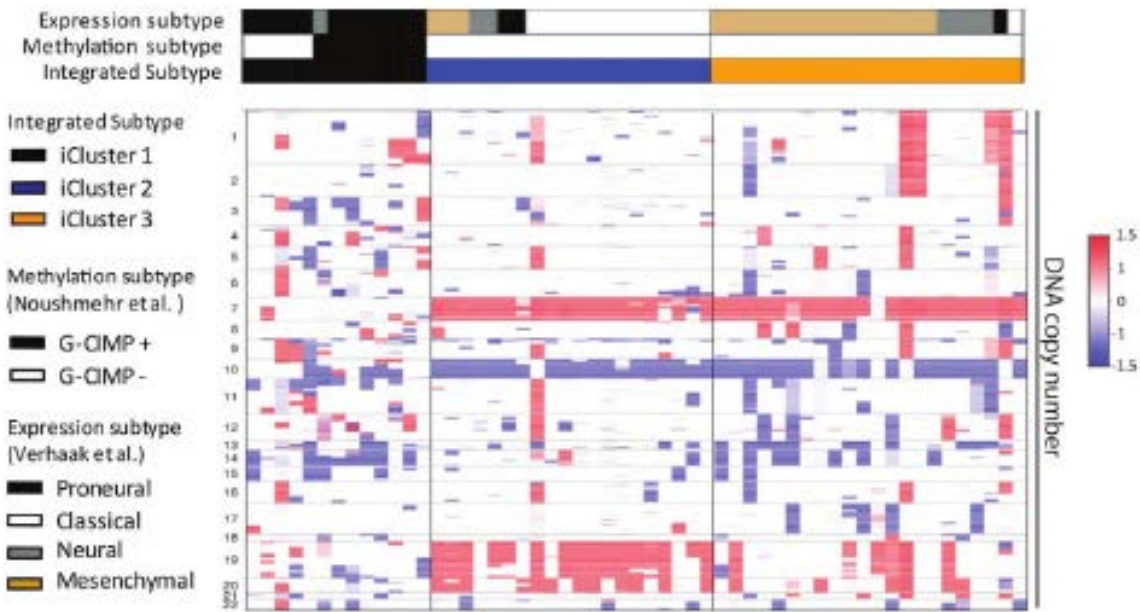 Expression subtype
Methylation subtype
Integrated Subtype
Integrated Subtype
iCluster 1
iCluster 2
iCluster 3
Methylation subtype
(Noushmehr et al. )
G-CIMP +
G-CIMP -
Expression subtype
(Verhaak et al.)
Proneural
Classical
Neural
Mesenchymal
1
2
3
4
5
6
7
8
9
10
11
12
13
14
15
16
17
18
19
20
21
22
DNA copy number
1.5
1
0
-1
-1.5